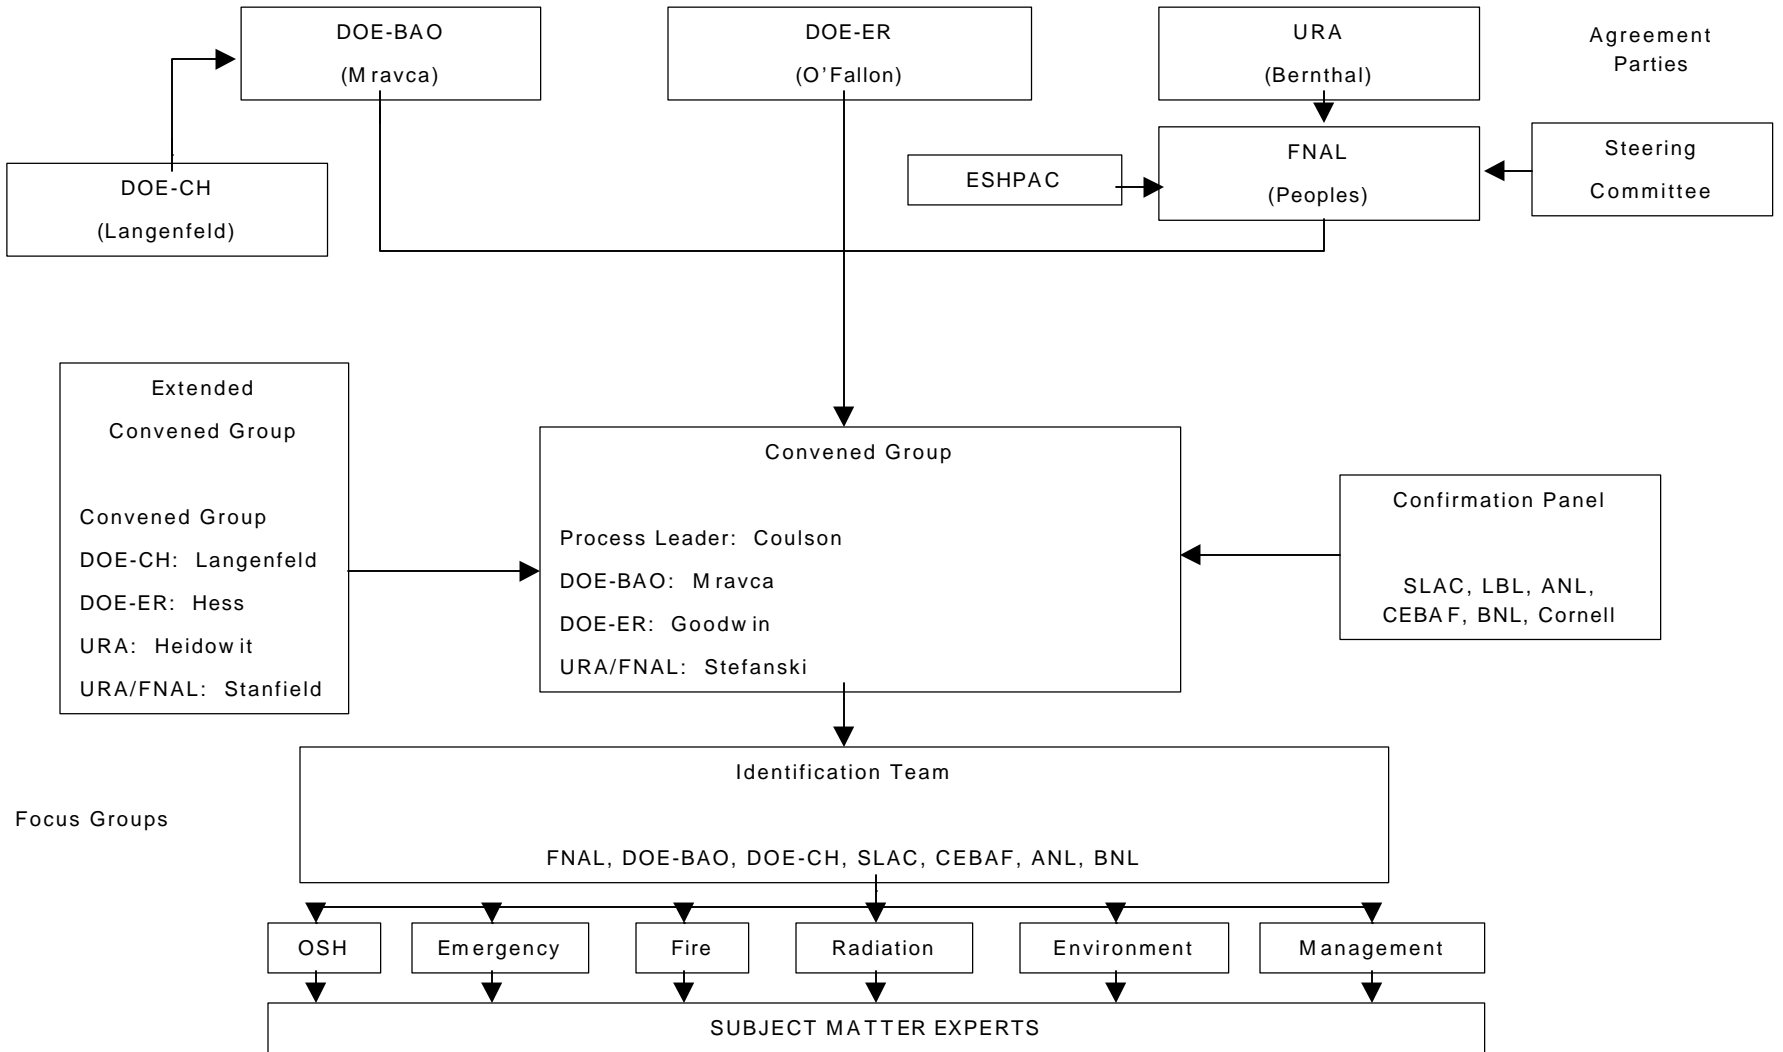 DOE-BAO
(Mravca)
DOE-ER
(O'Fallon)
URA
(Bernthal)
Agreement
Parties
DOE-CH
(Langenfeld)
ESHPAC
FNAL
(Peoples)
Steering
Committee
Extended
Convened Group
Convened Group
DOE-CH: Langenfeld
DOE-ER: Hess
URA: Heidowit
URA/FNAL: Stanfield
Convened Group
Process Leader: Coulson
DOE-BAO: Mravca
DOE-ER: Goodwin
URA/FNAL: Stefanski
Confirmation Panel
SLAC, LBL, ANL,
CEBAF, BNL, Cornell
Identification Team
FNAL, DOE-BAO, DOE-CH, SLAC, CEBAF, ANL, BNL
Focus Groups
OSH
Emergency
Fire
Radiation
Environment
Management
SUBJECT MATTER EXPERTS